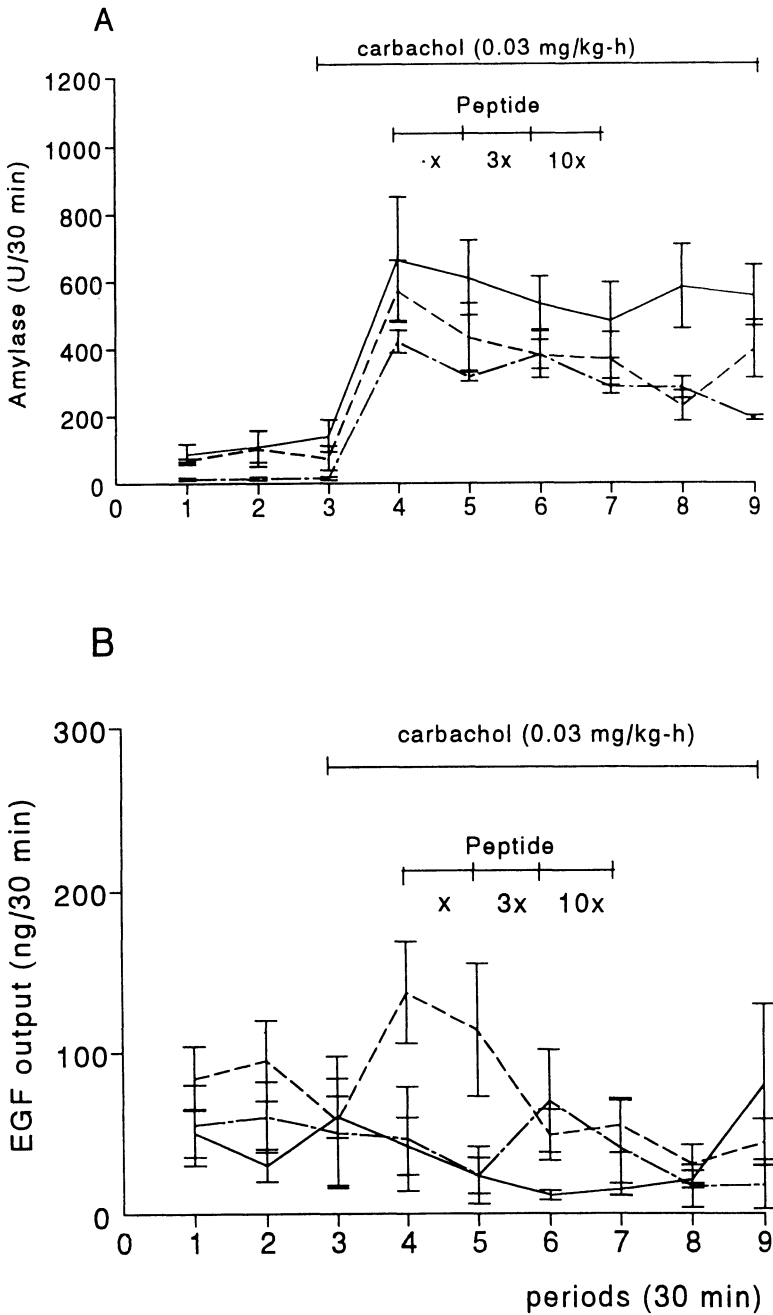 A
carbachol (0.03 mg/kg-h)
Peptide
x 3x 10x
Amylase (U/30 min)
1200
1000
800
600
400
200
0
0 1 2 3 4 5 6 7 8 9
B
carbachol (0.03 mg/kg-h)
Peptide
x 3x 10x
EGF output (ng/30 min)
300
200
100
0
0 1 2 3 4 5 6 7 8 9
periods (30 min)